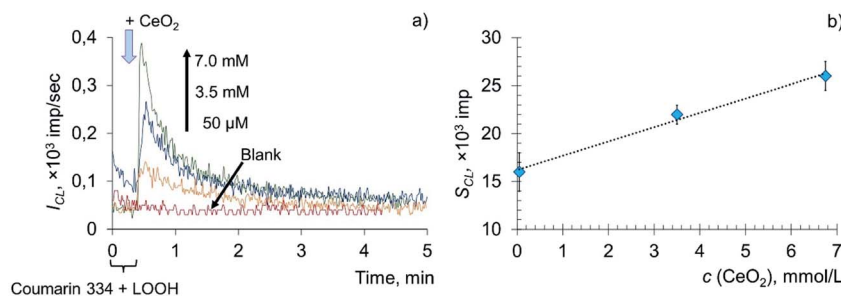 + CeO₂
a)
0,4
0,3
0,2
0,1
0
I_CL, ×10³ imp/sec
7.0 mM
3.5 mM
50 µM
Blank
0 1 2 3 4 5
Time, min
Coumarin 334 + LOOH
b)
30
25
20
15
10
S_CL, ×10³ imp
0 1 2 3 4 5 6 7
c (CeO₂), mmol/L